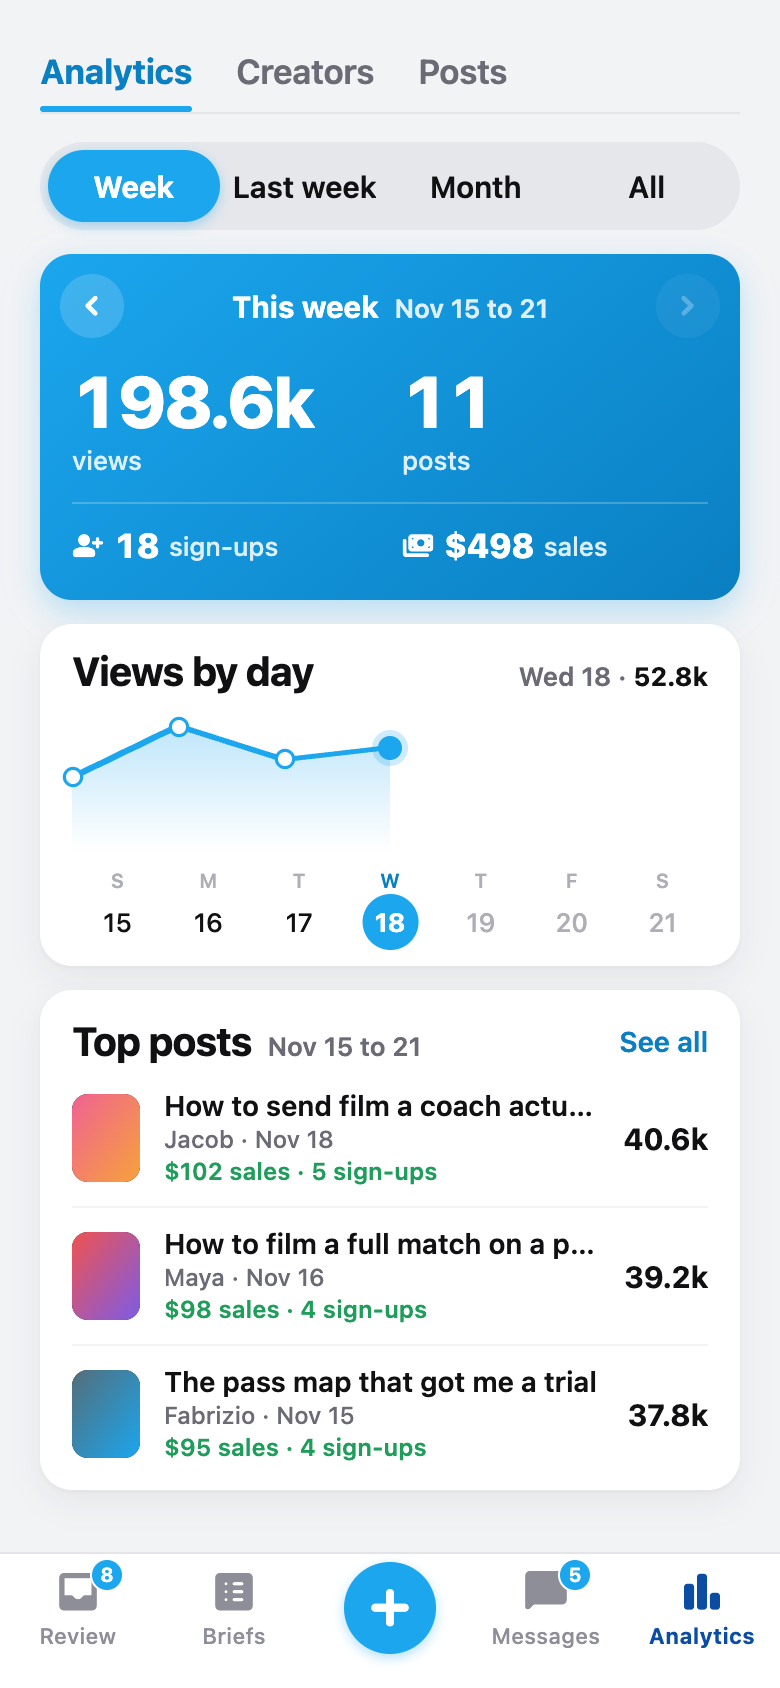 Analytics Creators Posts
Week Last week Month All
This week Nov 15 to 21
198.6k 11
views posts
18 sign-ups $498 sales
Views by day Wed 18 · 52.8k
S M T W T F S
15 16 17 18 19 20 21
Top posts Nov 15 to 21 See all
How to send film a coach actu...
Jacob · Nov 18 40.6k
$102 sales · 5 sign-ups
How to film a full match on a p...
Maya · Nov 16 39.2k
$98 sales · 4 sign-ups
The pass map that got me a trial
Fabrizio · Nov 15 37.8k
$95 sales · 4 sign-ups
8 5
Review Briefs Messages Analytics